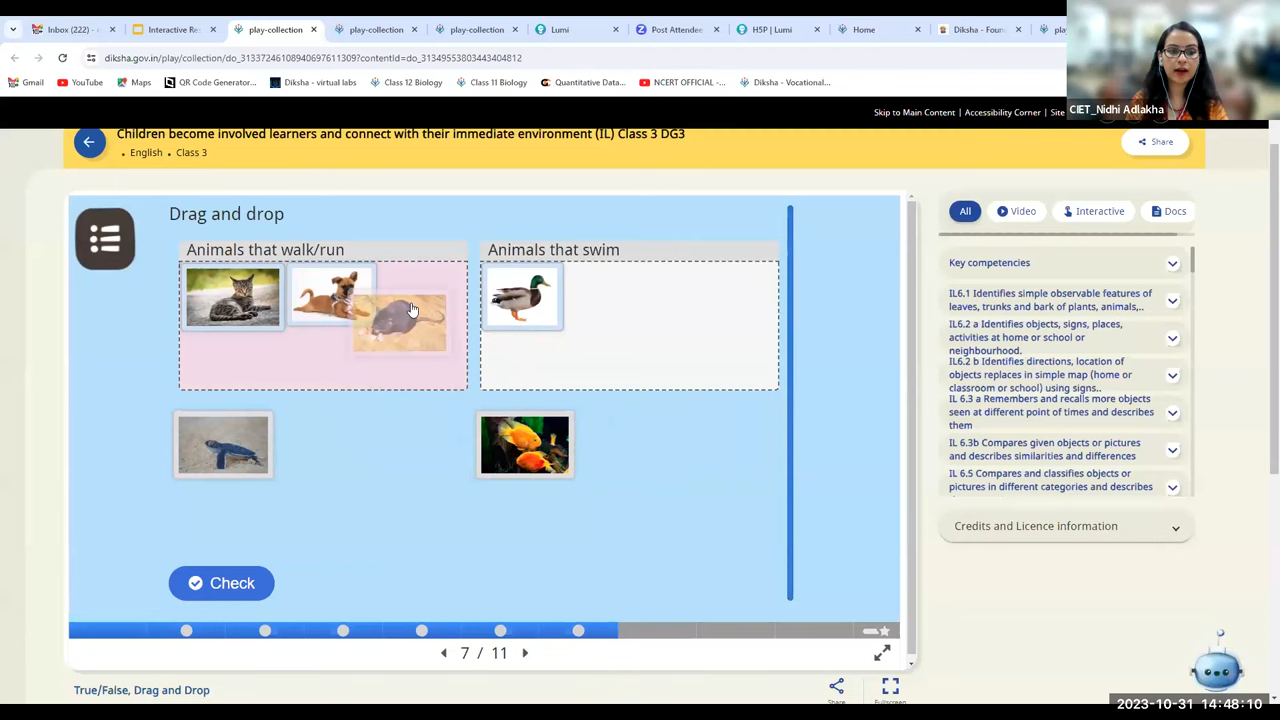 Inbox (222) -
Interactive Re
play-collection
play-collection
play-collection
Lumi
Post Attendee
H5P | Lumi
Home
Diksha - Foun
pl
diksha.gov.in/play/collection/do_31337246108940697611309?contentId=do_31349553803443404812
Gmail
YouTube
Maps
QR Code Generator...
Diksha - virtual labs
Class 12 Biology
Class 11 Biology
Quantitative Data...
NCERT OFFICIAL -...
Diksha - Vocational...
CIET_Nidhi Adlakha
Skip to Main Content | Accessibility Corner | Site
Children become involved learners and connect with their immediate environment (IL) Class 3 DG3
• English • Class 3
Share
Drag and drop
Animals that walk/run
Animals that swim
Check
7 / 11
True/False, Drag and Drop
Share
All
Video
Interactive
Docs
Key competencies
IL6.1 Identifies simple observable features of
leaves, trunks and bark of plants, animals,..
IL6.2 a Identifies objects, signs, places,
activities at home or school or
neighbourhood.
IL6.2 b Identifies directions, location of
objects replaces in simple map (home or
classroom or school) using signs..
IL 6.3 a Remembers and recalls more objects
seen at different point of times and describes
them
IL 6.3b Compares given objects or pictures
and describes similarities and differences
IL 6.5 Compares and classifies objects or
pictures in different categories and describes
Credits and Licence information
2023-10-31 14:48:10